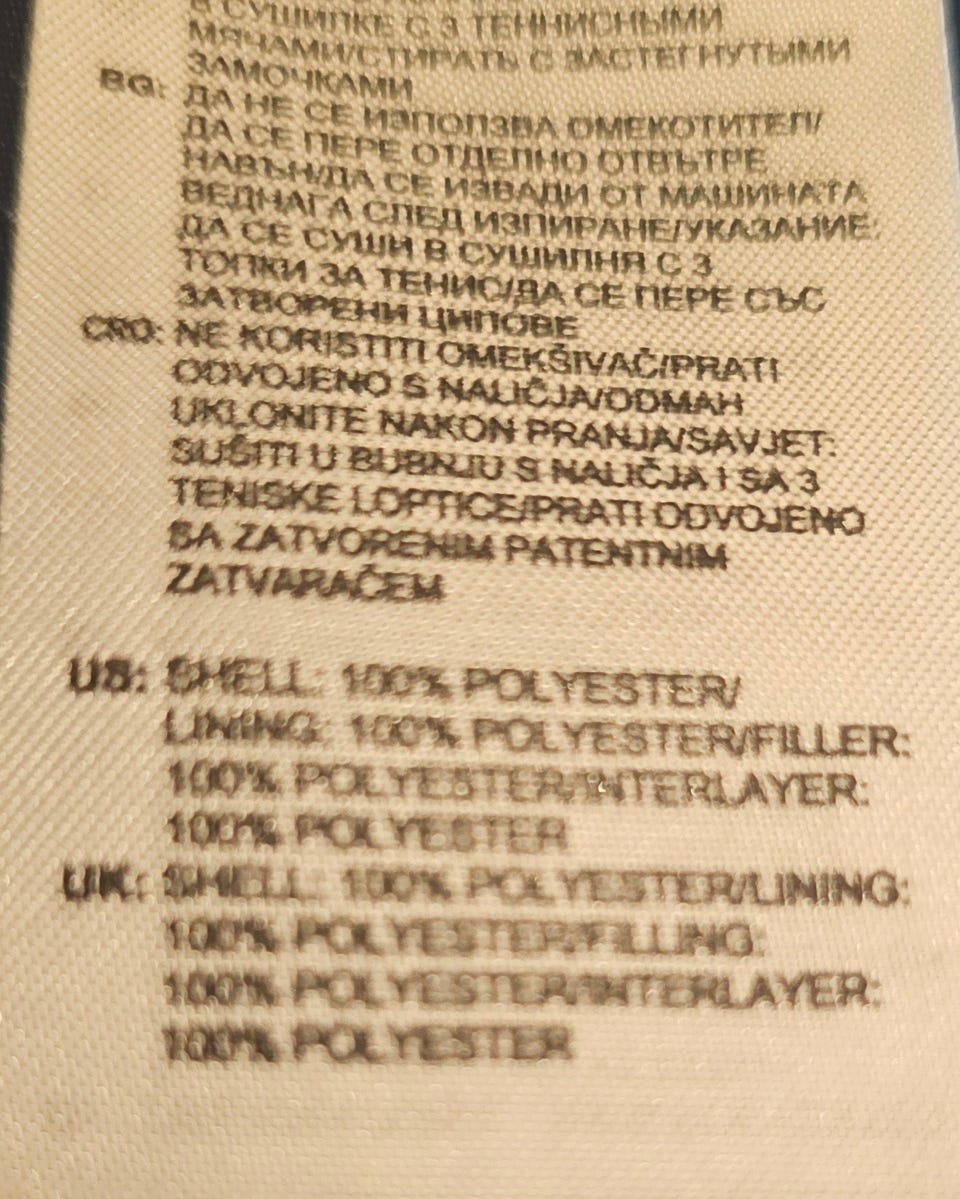 В СУШИЛКЕ С 3 ТЕННИСНЫМИ
МЯЧАМИ/СТИРАТЬ С ЗАСТЕГНУТЫМИ
ЗАМОЧКАМИ
BG: ДА НЕ СЕ ИЗПОЛЗВА ОМЕКОТИТЕЛ/
ДА СЕ ПЕРЕ ОТДЕЛНО ОТВЪТРЕ
НАВЪН/ДА СЕ ИЗВАДИ ОТ МАШИНАТА
ВЕДНАГА СЛЕД ИЗПИРАНЕ/УКАЗАНИЕ:
ДА СЕ СУШИ В СУШИЛНЯ С 3
ТОПКИ ЗА ТЕНИС/ДА СЕ ПЕРЕ СЪС
ЗАТВОРЕНИ ЦИПОВЕ
CRO: NE KORISTITI OMEKŠIVAČ/PRATI
ODVOJENO S NALIČJA/ODMAH
UKLONITE NAKON PRANJA/SAVJET:
SUŠITI U BUBNJU S NALIČJA I SA 3
TENISKE LOPTICE/PRATI ODVOJENO
SA ZATVORENIM PATENTNIM
ZATVARAČEM
US: SHELL: 100% POLYESTER/
LINING: 100% POLYESTER/FILLER:
100% POLYESTER/INTERLAYER:
100% POLYESTER
UK: SHELL: 100% POLYESTER/LINING:
100% POLYESTER/FILLING:
100% POLYESTER/INTERLAYER:
100% POLYESTER